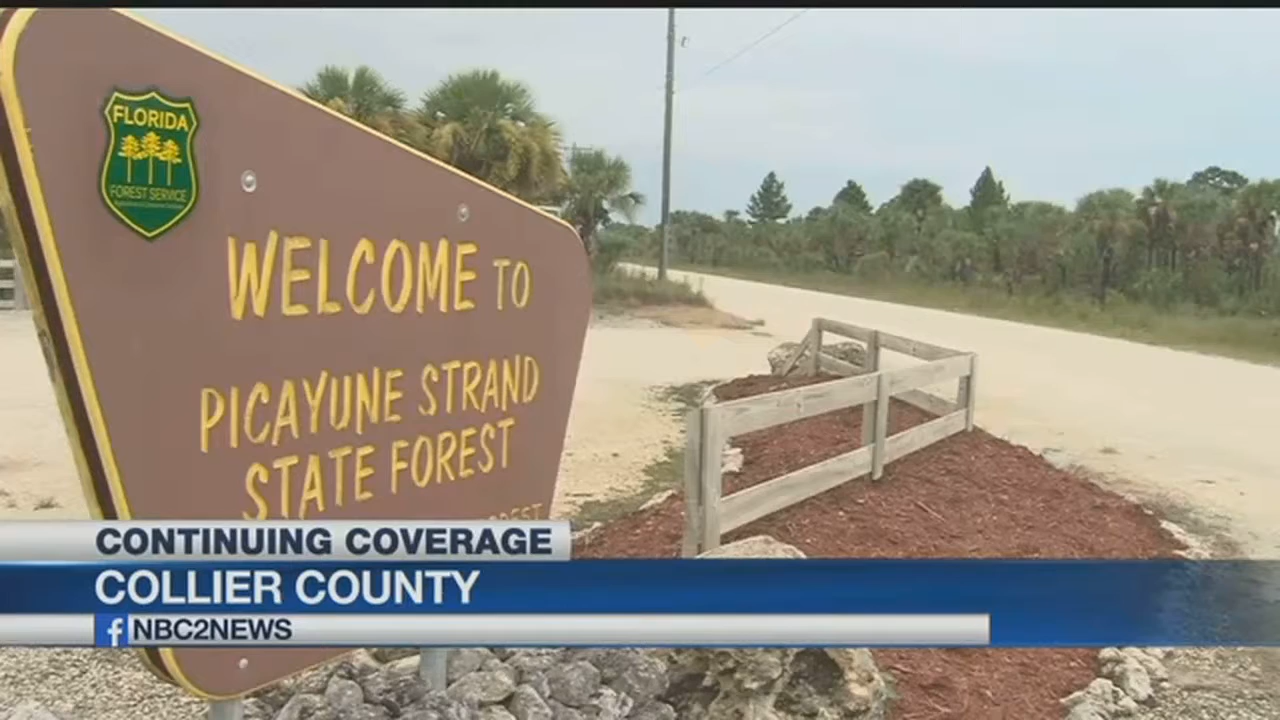 FLORIDA
FOREST SERVICE
WELCOME TO
PICAYUNE STRAND
STATE FOREST
CONTINUING COVERAGE
COLLIER COUNTY
f NBC2NEWS